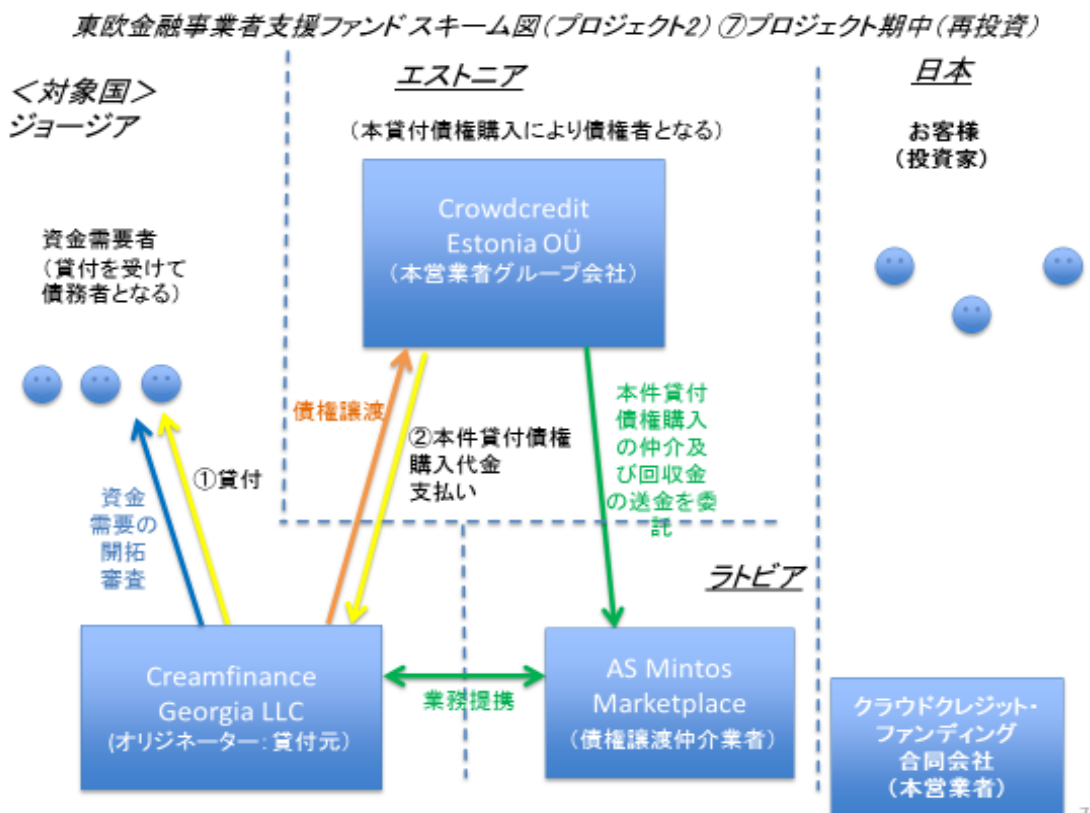 東欧金融事業者支援ファンド スキーム図(プロジェクト2) ⑦プロジェクト期中(再投資)
＜対象国＞
ジョージア
エストニア
日本
(本貸付債権購入により債権者となる)
お客様
(投資家)
Crowdcredit
Estonia OÜ
(本営業者グループ会社)
資金需要者
(貸付を受けて
債務者となる)
債権譲渡
②本件貸付債権
購入代金
支払い
本件貸付
債権購入
の仲介及
び回収金
の送金を委
託
①貸付
資金
需要の
開拓
審査
ラトビア
Creamfinance
Georgia LLC
(オリジネーター:貸付元)
業務提携
AS Mintos
Marketplace
(債権譲渡仲介業者)
クラウドクレジット・
ファンディング
合同会社
(本営業者)
7